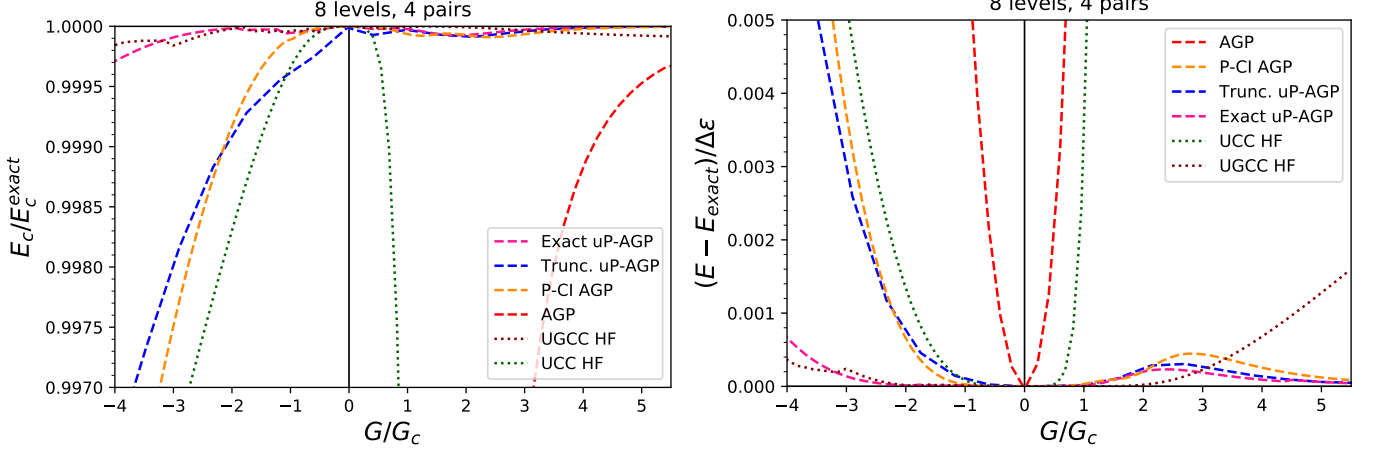 8 levels, 4 pairs
1.0000
0.9995
0.9990
0.9985
0.9980
0.9975
0.9970
E_c/E_c^{exact}
Exact uP-AGP
Trunc. uP-AGP
P-CI AGP
AGP
UGCC HF
UCC HF
−4 −3 −2 −1 0 1 2 3 4 5
G/G_c
8 levels, 4 pairs
0.005
0.004
0.003
0.002
0.001
0.000
(E − E_{exact})/Δε
AGP
P-CI AGP
Trunc. uP-AGP
Exact uP-AGP
UCC HF
UGCC HF
−4 −3 −2 −1 0 1 2 3 4 5
G/G_c